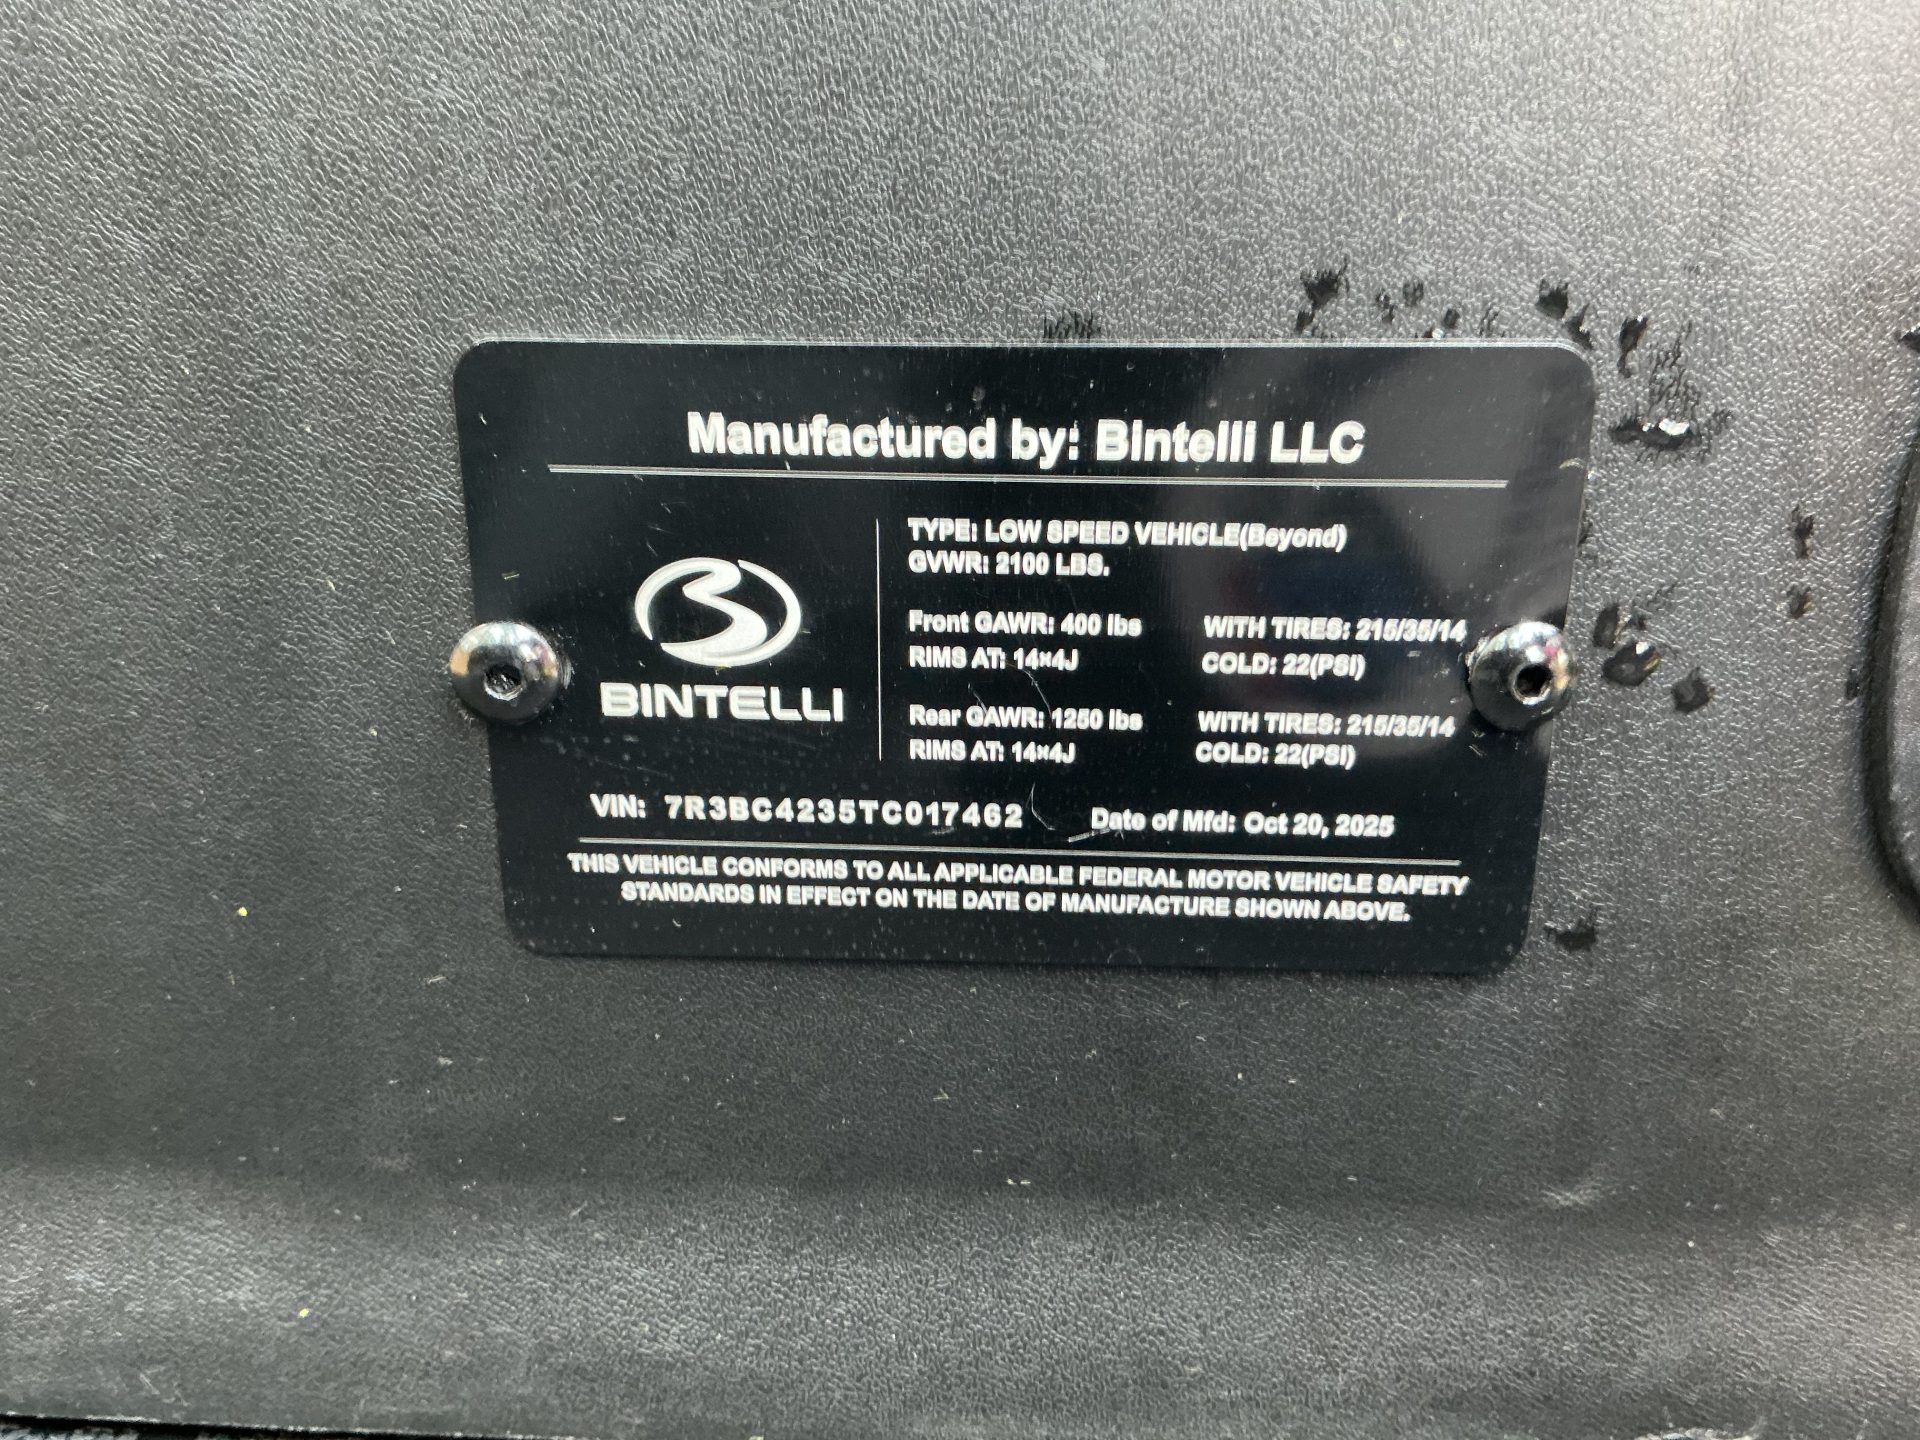 Manufactured by: Bintelli LLC
TYPE: LOW SPEED VEHICLE(Beyond)
GVWR: 2100 LBS.
Front GAWR: 400 lbs WITH TIRES: 215/35/14
RIMS AT: 14×4J COLD: 22(PSI)
BINTELLI
Rear GAWR: 1250 lbs WITH TIRES: 215/35/14
RIMS AT: 14×4J COLD: 22(PSI)
VIN: 7R3BC4235TC017462 Date of Mfd: Oct 20, 2025
THIS VEHICLE CONFORMS TO ALL APPLICABLE FEDERAL MOTOR VEHICLE SAFETY
STANDARDS IN EFFECT ON THE DATE OF MANUFACTURE SHOWN ABOVE.